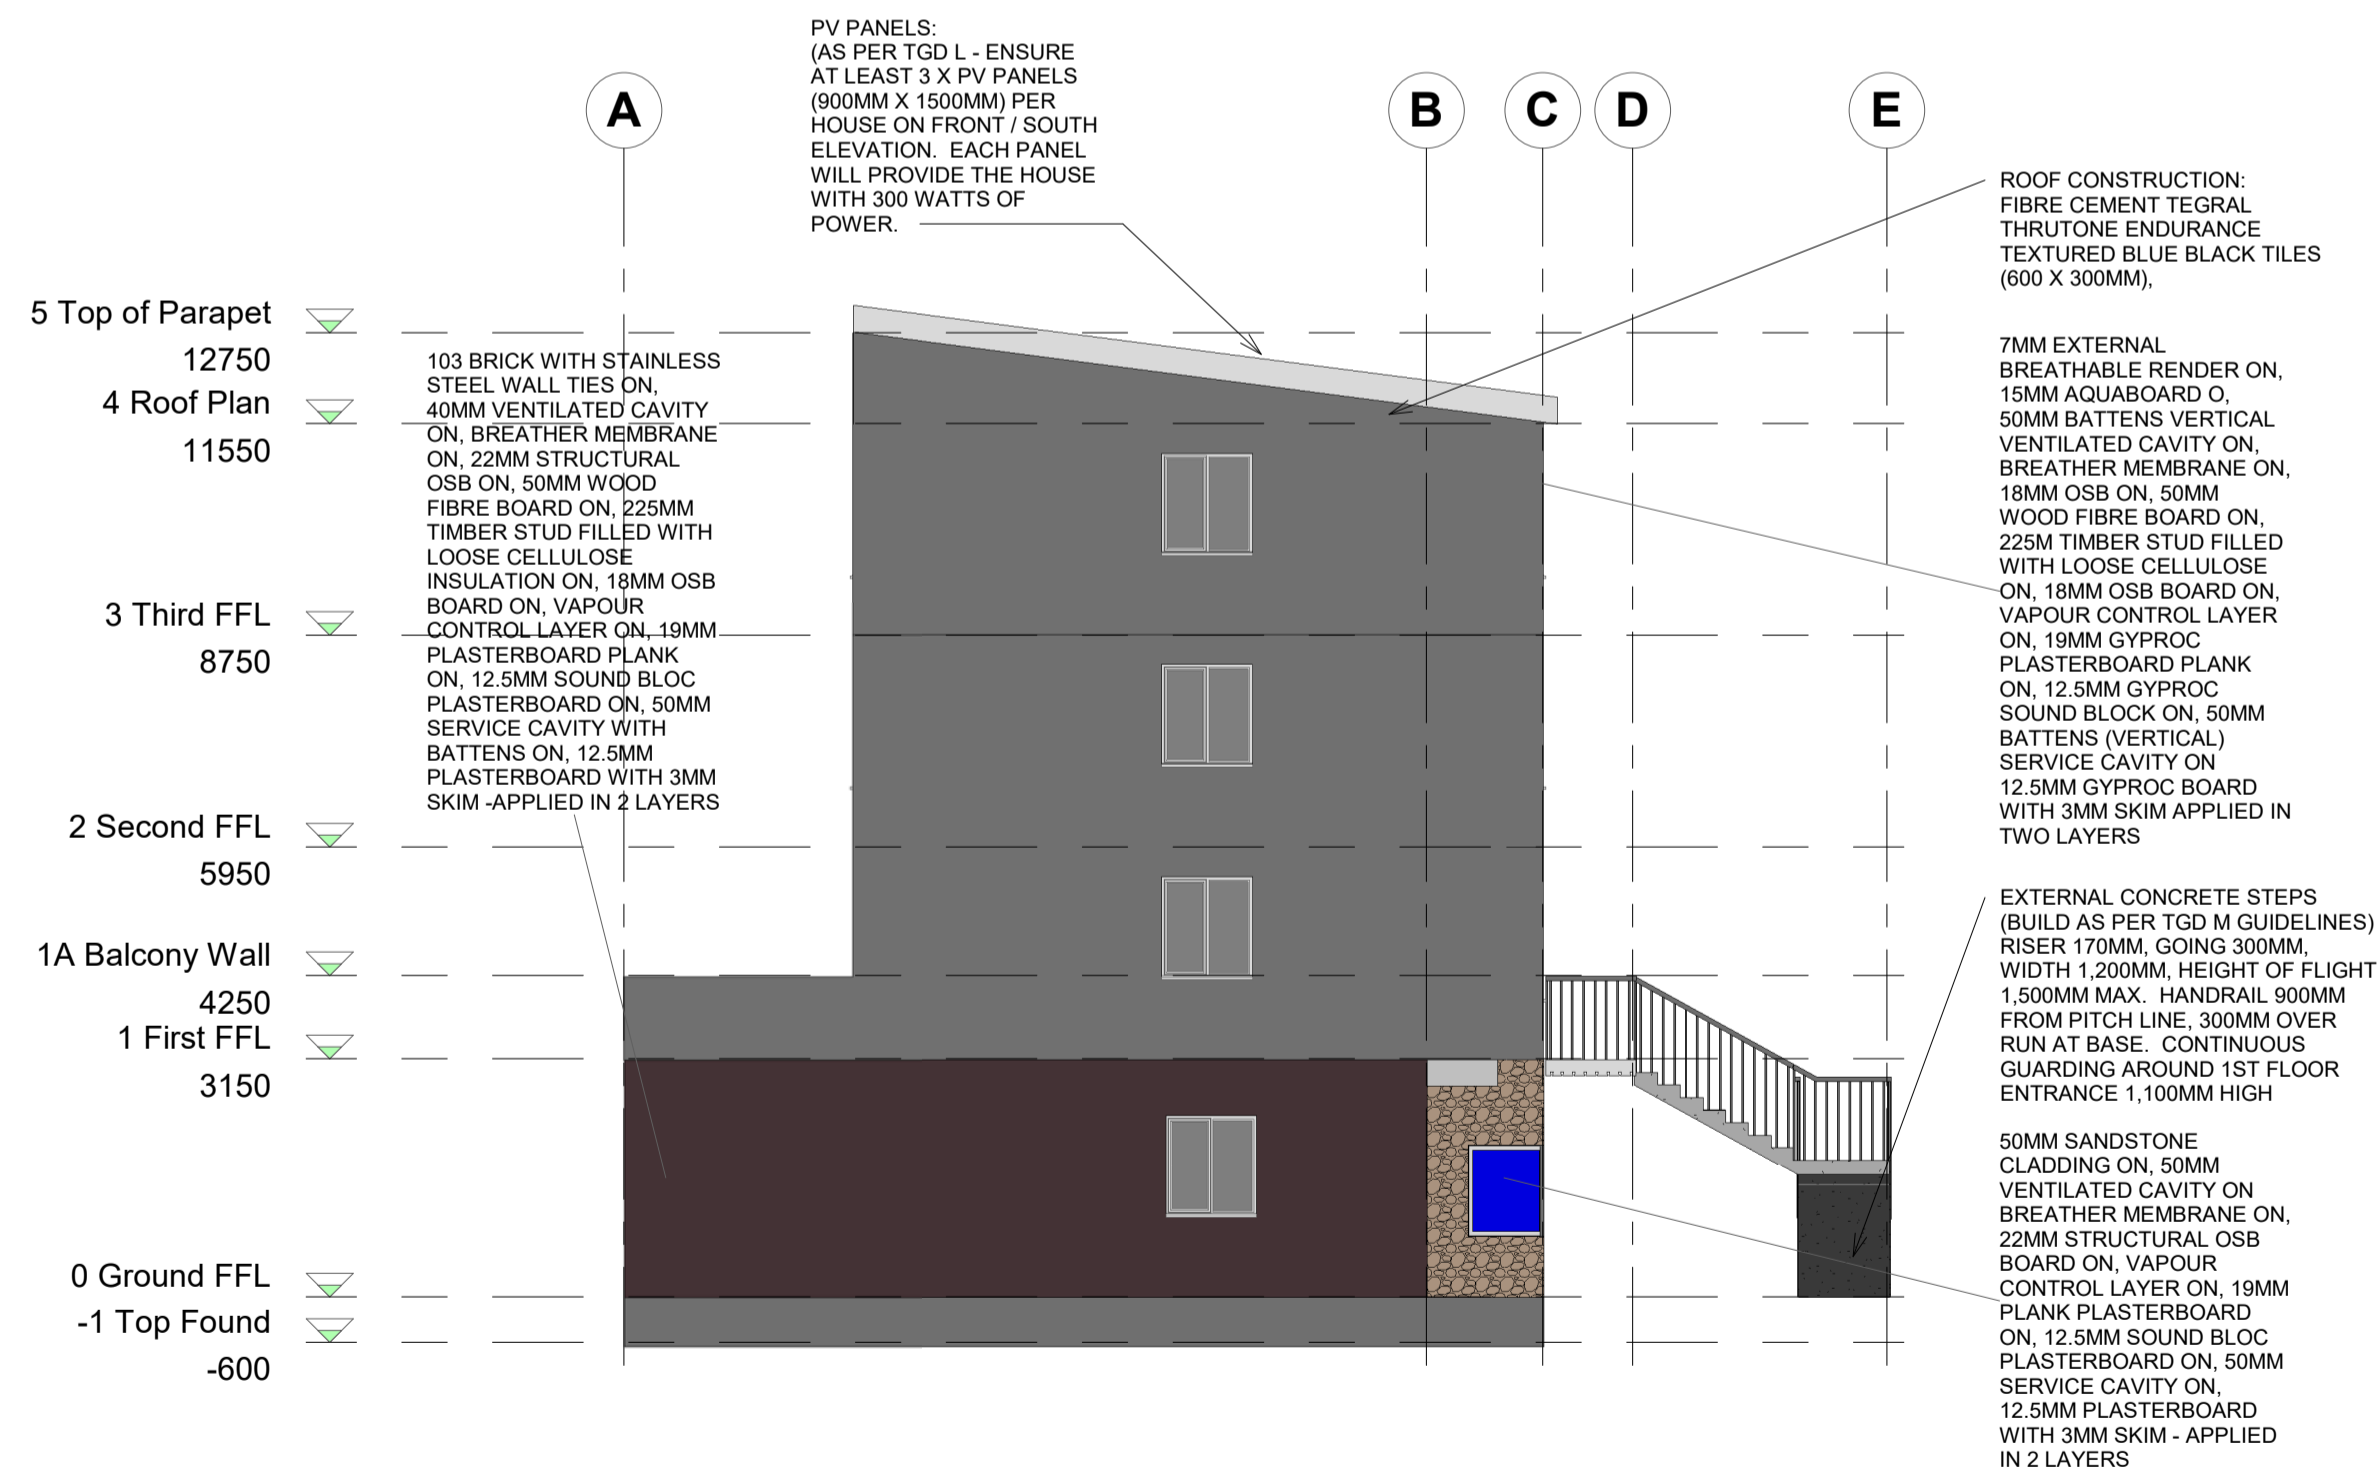 PV PANELS:
(AS PER TGD L - ENSURE
AT LEAST 3 X PV PANELS
(900MM X 1500MM) PER
HOUSE ON FRONT / SOUTH
ELEVATION. EACH PANEL
WILL PROVIDE THE HOUSE
WITH 300 WATTS OF
POWER.
A
B
C
D
E
5 Top of Parapet
12750
4 Roof Plan
11550
3 Third FFL
8750
2 Second FFL
5950
1A Balcony Wall
4250
1 First FFL
3150
0 Ground FFL
-1 Top Found
-600
103 BRICK WITH STAINLESS
STEEL WALL TIES ON,
40MM VENTILATED CAVITY
ON, BREATHER MEMBRANE
ON, 22MM STRUCTURAL
OSB ON, 50MM WOOD
FIBRE BOARD ON, 225MM
TIMBER STUD FILLED WITH
LOOSE CELLULOSE
INSULATION ON, 18MM OSB
BOARD ON, VAPOUR
CONTROL LAYER ON, 19MM
PLASTERBOARD PLANK
ON, 12.5MM SOUND BLOC
PLASTERBOARD ON, 50MM
SERVICE CAVITY WITH
BATTENS ON, 12.5MM
PLASTERBOARD WITH 3MM
SKIM -APPLIED IN 2 LAYERS
ROOF CONSTRUCTION:
FIBRE CEMENT TEGRAL
THRUTONE ENDURANCE
TEXTURED BLUE BLACK TILES
(600 X 300MM),
7MM EXTERNAL
BREATHABLE RENDER ON,
15MM AQUABOARD O,
50MM BATTENS VERTICAL
VENTILATED CAVITY ON,
BREATHER MEMBRANE ON,
18MM OSB ON, 50MM
WOOD FIBRE BOARD ON,
225M TIMBER STUD FILLED
WITH LOOSE CELLULOSE
ON, 18MM OSB BOARD ON,
VAPOUR CONTROL LAYER
ON, 19MM GYPROC
PLASTERBOARD PLANK
ON, 12.5MM GYPROC
SOUND BLOCK ON, 50MM
BATTENS (VERTICAL)
SERVICE CAVITY ON
12.5MM GYPROC BOARD
WITH 3MM SKIM APPLIED IN
TWO LAYERS
EXTERNAL CONCRETE STEPS
(BUILD AS PER TGD M GUIDELINES)
RISER 170MM, GOING 300MM,
WIDTH 1,200MM, HEIGHT OF FLIGHT
1,500MM MAX. HANDRAIL 900MM
FROM PITCH LINE, 300MM OVER
RUN AT BASE. CONTINUOUS
GUARDING AROUND 1ST FLOOR
ENTRANCE 1,100MM HIGH
50MM SANDSTONE
CLADDING ON, 50MM
VENTILATED CAVITY ON
BREATHER MEMBRANE ON,
22MM STRUCTURAL OSB
BOARD ON, VAPOUR
CONTROL LAYER ON, 19MM
PLANK PLASTERBOARD
ON, 12.5MM SOUND BLOC
PLASTERBOARD ON, 50MM
SERVICE CAVITY ON,
12.5MM PLASTERBOARD
WITH 3MM SKIM - APPLIED
IN 2 LAYERS